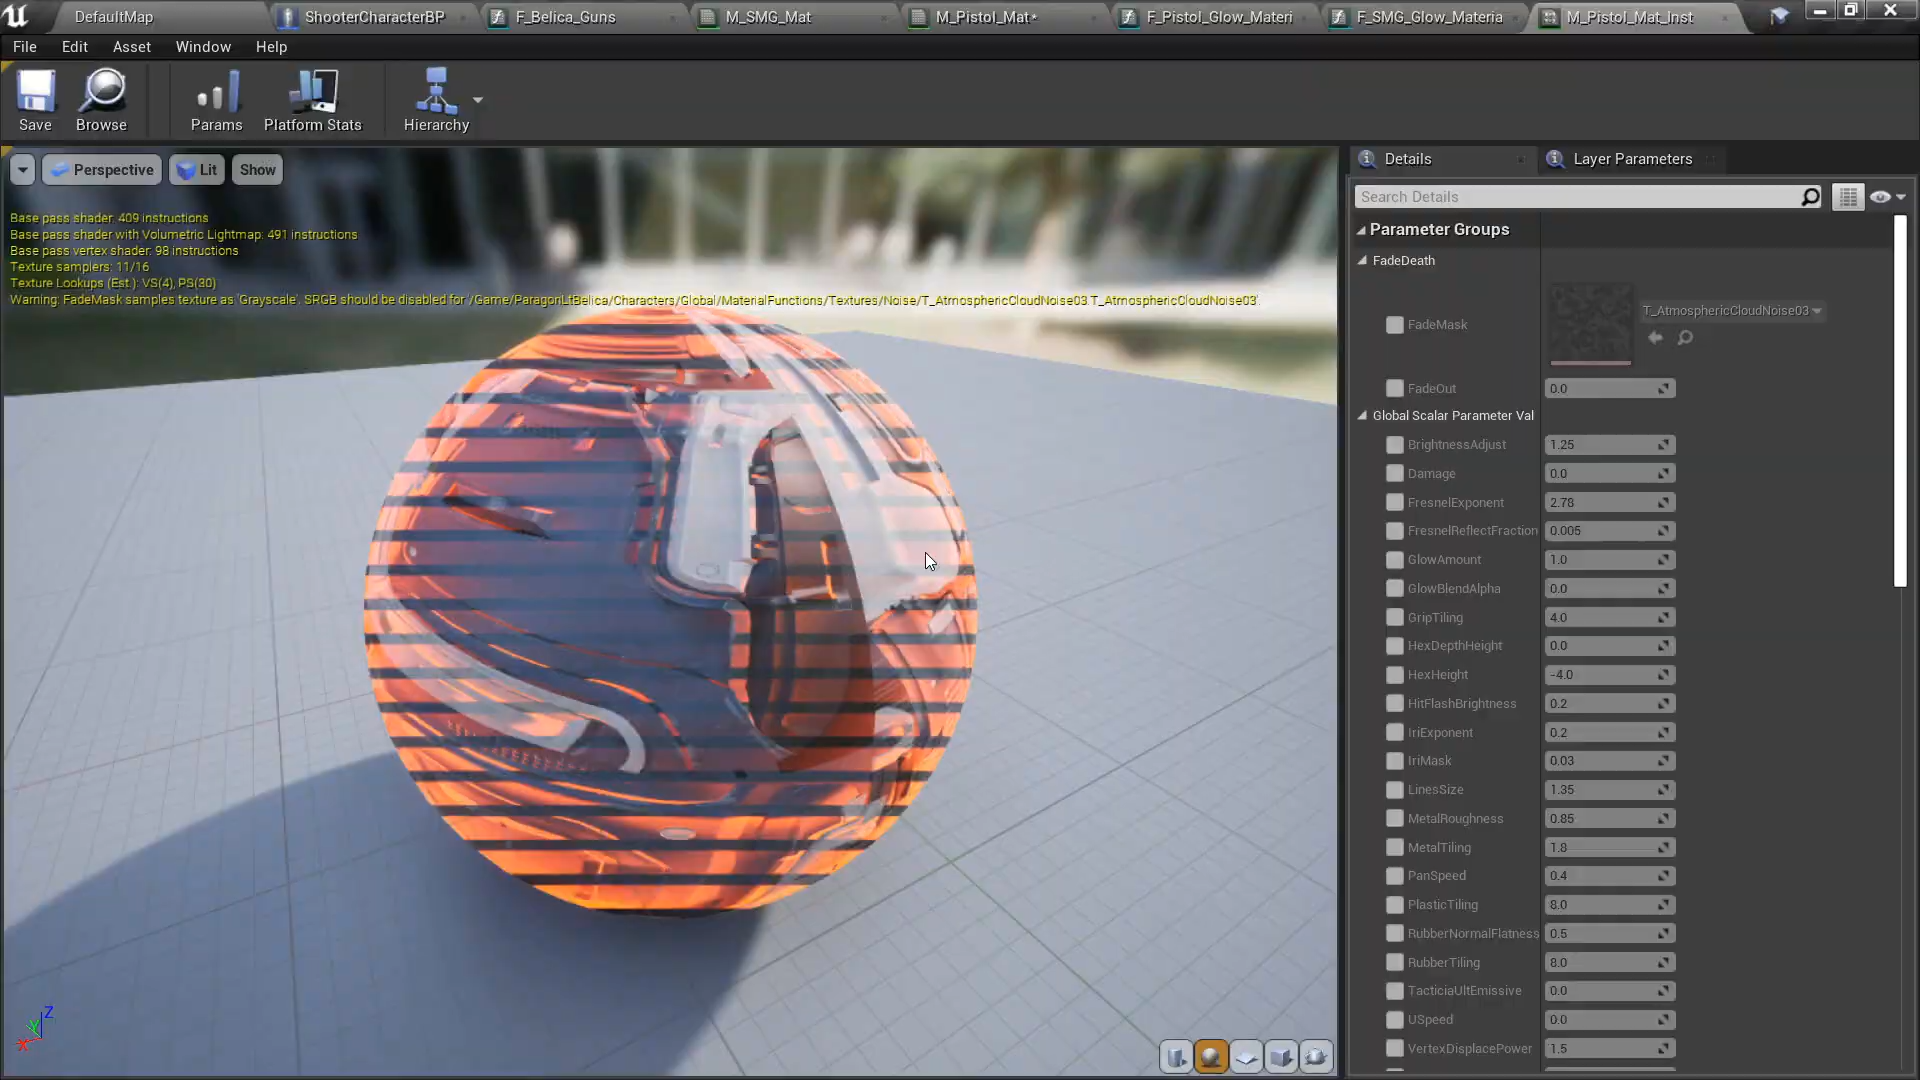 DefaultMap
ShooterCharacterBP
F_Belica_Guns
M_SMG_Mat
M_Pistol_Mat*
F_Pistol_Glow_Materi
F_SMG_Glow_Materia
M_Pistol_Mat_Inst
File Edit Asset Window Help
Save
Browse
Params
Platform Stats
Hierarchy
Perspective
Lit
Show
Base pass shader: 409 instructions
Base pass shader with Volumetric Lightmap: 491 instructions
Base pass vertex shader: 98 instructions
Texture samplers: 11/16
Texture Lookups (Est.): VS(4), PS(30)
Warning: FadeMask samples texture as 'Grayscale'. SRGB should be disabled for '/Game/ParagonLtBelica/Characters/Global/MaterialFunctions/Textures/Noise/T_AtmosphericCloudNoise03.T_AtmosphericCloudNoise03'.
Z
Y
X
Details
Layer Parameters
Search Details
Parameter Groups
FadeDeath
FadeMask
T_AtmosphericCloudNoise03
FadeOut 0.0
Global Scalar Parameter Val
BrightnessAdjust 1.25
Damage 0.0
FresnelExponent 2.78
FresnelReflectFraction 0.005
GlowAmount 1.0
GlowBlendAlpha 0.0
GripTiling 4.0
HexDepthHeight 0.0
HexHeight -4.0
HitFlashBrightness 0.2
IriExponent 0.2
IriMask 0.03
LinesSize 1.35
MetalRoughness 0.85
MetalTiling 1.8
PanSpeed 0.4
PlasticTiling 8.0
RubberNormalFlatness 0.5
RubberTiling 8.0
TacticiaUltEmissive 0.0
USpeed 0.0
VertexDisplacePower 1.5